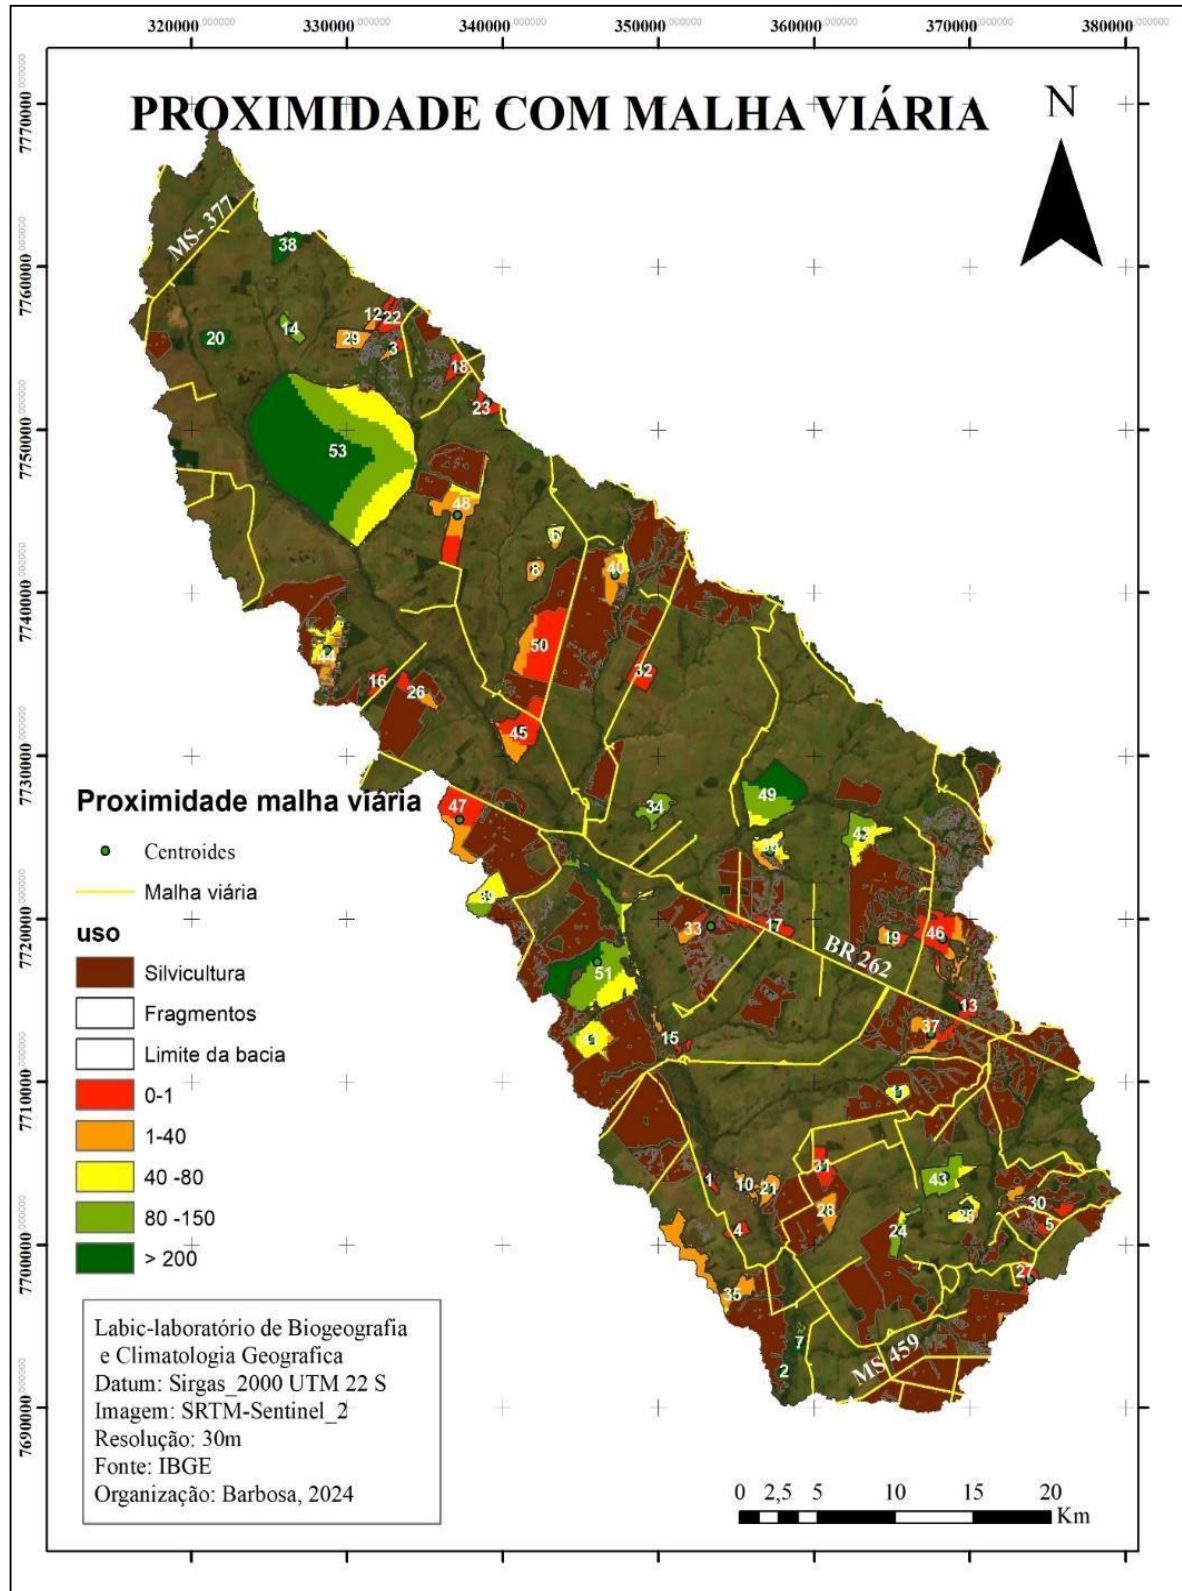 320000 330000 340000 350000 360000 370000 380000
PROXIMIDADE COM MALHA VIÁRIA
N
7770000
7760000
7750000
7740000
7730000
7720000
7710000
7700000
7690000
MS- 377
38
20
14
12
22
29
3
18
23
53
48
6
8
40
50
32
44
16
26
45
47
34
49
36
42
39
33
17
BR 262
19
46
51
13
37
15
41
1
31
10
21
28
43
25
24
30
5
4
27
35
7
2
MS 459
Proximidade malha viária
Centroides
Malha viária
uso
Silvicultura
Fragmentos
Limite da bacia
0-1
1-40
40 -80
80 -150
> 200
Labic-laboratório de Biogeografia
e Climatologia Geografica
Datum: Sirgas_2000 UTM 22 S
Imagem: SRTM-Sentinel_2
Resolução: 30m
Fonte: IBGE
Organização: Barbosa, 2024
0 2,5 5 10 15 20
Km